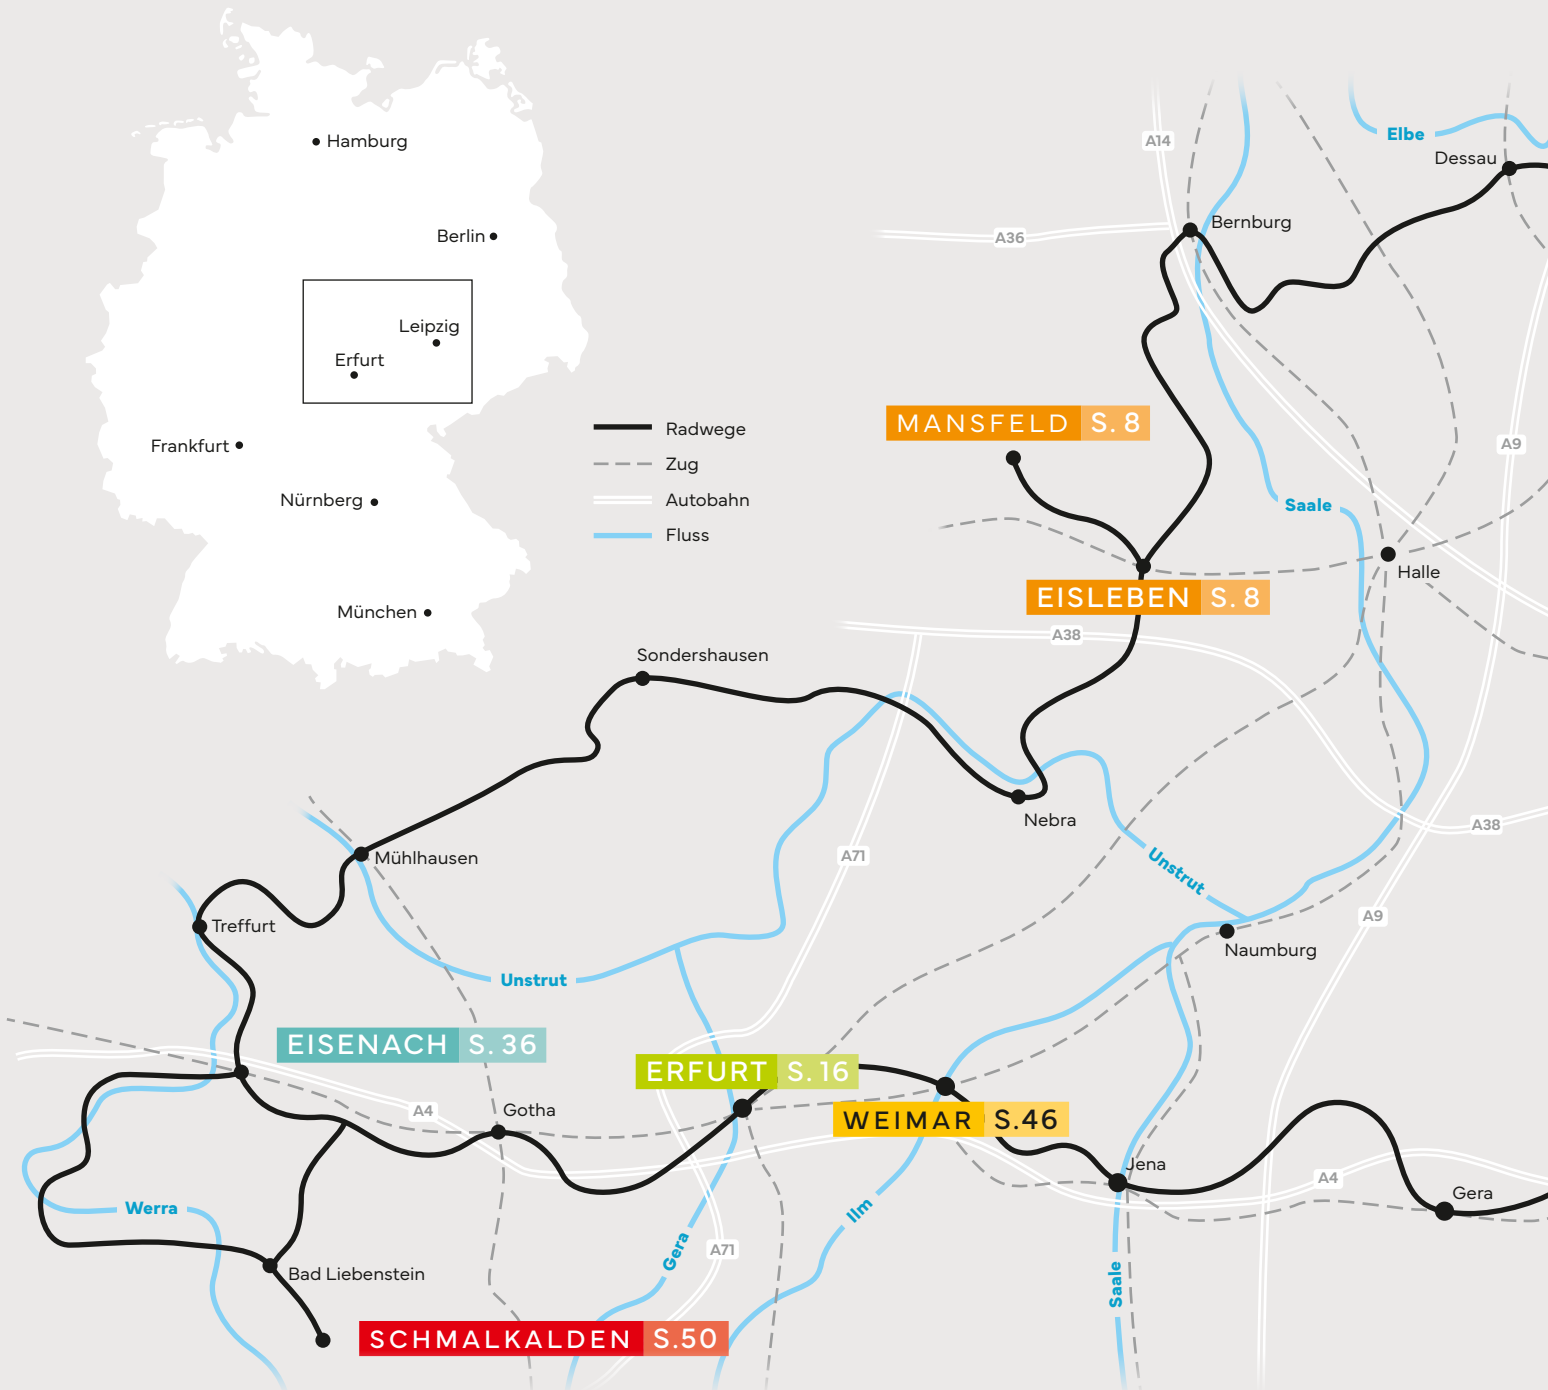 Hamburg
Berlin
Leipzig
Erfurt
Frankfurt
Nürnberg
München
Radwege
Zug
Autobahn
Fluss
A14
Elbe
Dessau
A36
Bernburg
MANSFELD S. 8
A9
Saale
Halle
EISLEBEN S. 8
A38
Sondershausen
Nebra
A38
Mühlhausen
A71
Unstrut
Treffurt
A9
Naumburg
Unstrut
EISENACH S. 36
ERFURT S. 16
A4
Gotha
WEIMAR S.46
Jena
A4
Gera
Werra
Ilm
Gera
A71
Saale
Bad Liebenstein
SCHMALKALDEN S.50